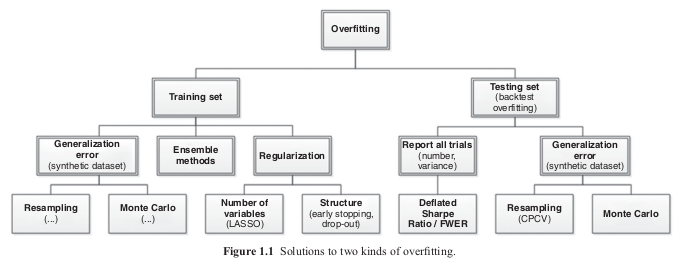 Overfitting
Training set
Testing set
(backtest
overfitting)
Generalization
error
(synthetic dataset)
Ensemble
methods
Regularization
Report all trials
(number,
variance)
Generalization
error
(synthetic dataset)
Resampling
(...)
Monte Carlo
(...)
Number of
variables
(LASSO)
Structure
(early stopping,
drop-out)
Deflated
Sharpe
Ratio / FWER
Resampling
(CPCV)
Monte Carlo
Figure 1.1 Solutions to two kinds of overfitting.